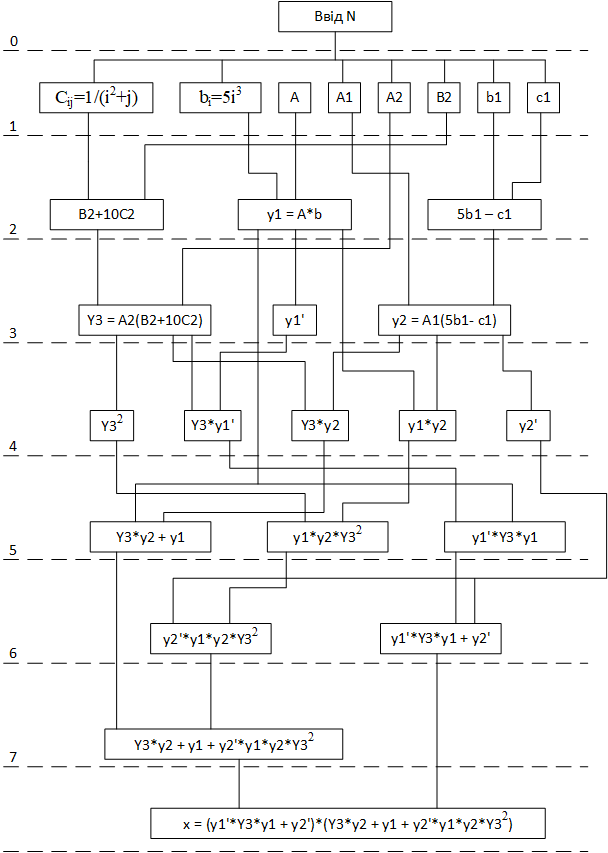 Ввід N
0
Cᵢⱼ=1/(i²+j)
bᵢ=5i³
A
A1
A2
B2
b1
c1
1
B2+10C2
y1 = A*b
5b1 – c1
2
Y3 = A2(B2+10C2)
y1'
y2 = A1(5b1- c1)
3
Y3²
Y3*y1'
Y3*y2
y1*y2
y2'
4
Y3*y2 + y1
y1*y2*Y3²
y1'*Y3*y1
5
y2'*y1*y2*Y3²
y1'*Y3*y1 + y2'
6
Y3*y2 + y1 + y2'*y1*y2*Y3²
7
x = (y1'*Y3*y1 + y2')*(Y3*y2 + y1 + y2'*y1*y2*Y3²)